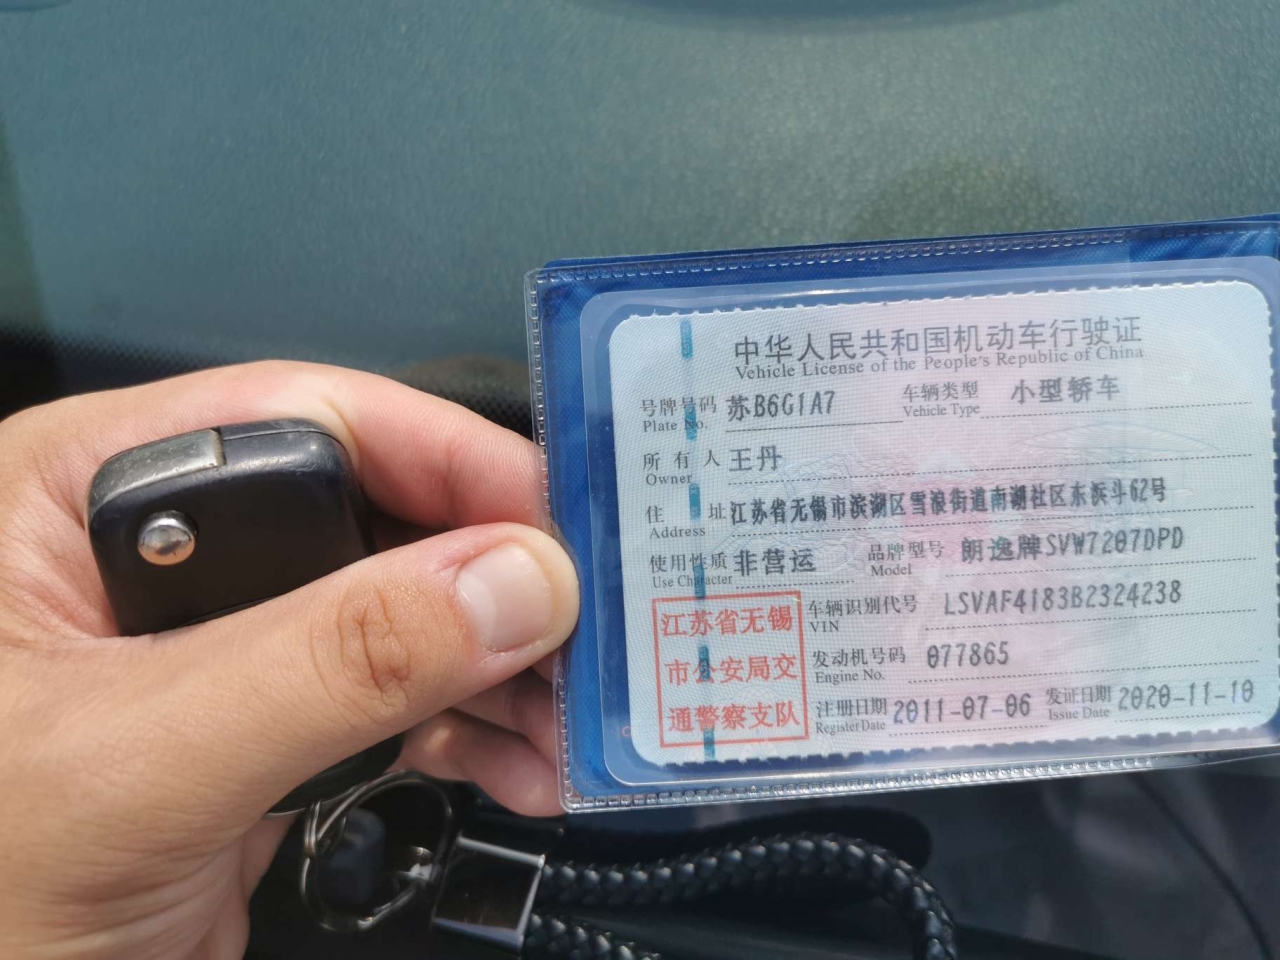 中华人民共和国机动车行驶证
Vehicle License of the People's Republic of China
号牌号码 苏B6G1A7 车辆类型 小型轿车
Plate No. Vehicle Type
所有人 王丹
Owner
住址 江苏省无锡市滨湖区雪浪街道南湖社区东浜斗62号
Address
使用性质 非营运 品牌型号 朗逸牌SVW7207DPD
Use Character Model
江苏省无锡
市公安局交
通警察支队
车辆识别代号 LSVAF4183B2324238
VIN
发动机号码 077865
Engine No.
注册日期 2011-07-06 发证日期 2020-11-10
Register Date Issue Date